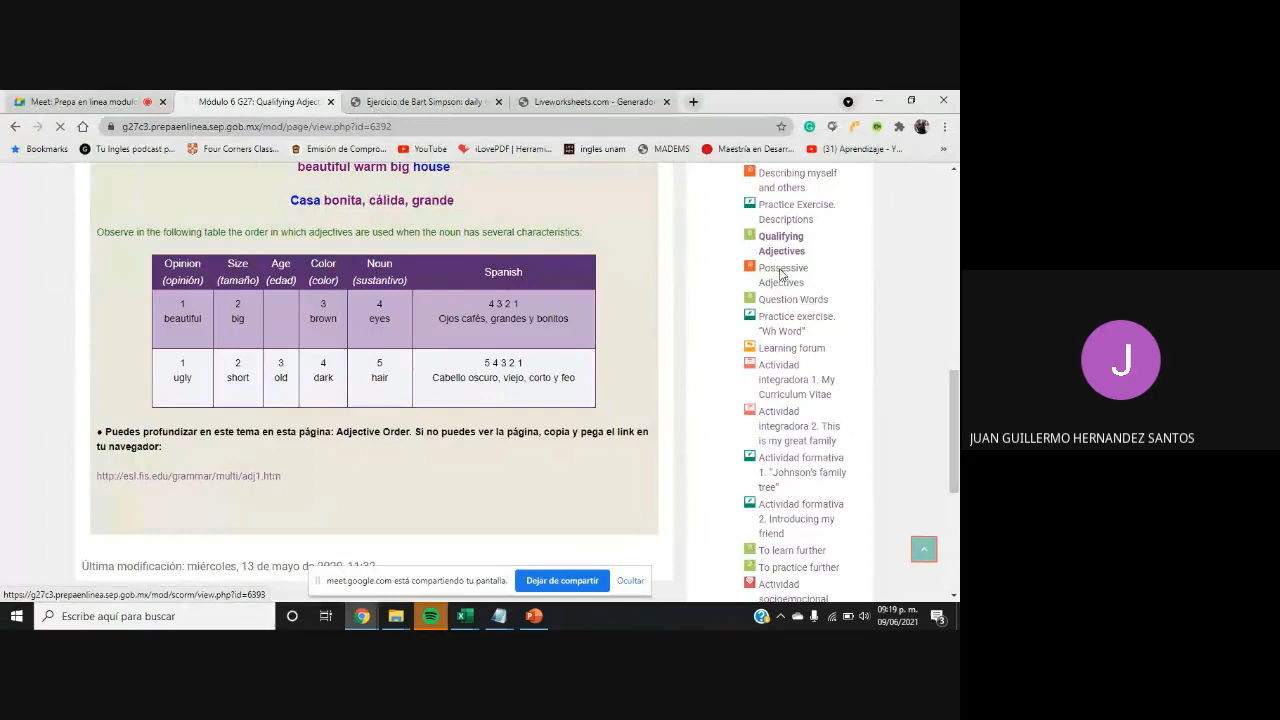 Meet: Prepa en linea modulo
Módulo 6 G27: Qualifying Adject
Ejercicio de Bart Simpson: daily
Liveworksheets.com - Generador
g27c3.prepaenlinea.sep.gob.mx/mod/page/view.php?id=6392
Bookmarks
Tu Ingles podcast p...
Four Corners Class...
Emisión de Compro...
YouTube
iLovePDF | Herrami...
ingles unam
MADEMS
Maestría en Desarr...
(31) Aprendizaje - Y...
beautiful warm big house
Casa bonita, cálida, grande
Observe in the following table the order in which adjectives are used when the noun has several characteristics:
Opinion Size Age Color Noun Spanish
(opinión) (tamaño) (edad) (color) (sustantivo)
1 2 3 4 4 3 2 1
beautiful big brown eyes Ojos cafés, grandes y bonitos
1 2 3 4 5 5 4 3 2 1
ugly short old dark hair Cabello oscuro, viejo, corto y feo
● Puedes profundizar en este tema en esta página: Adjective Order. Si no puedes ver la página, copia y pega el link en
tu navegador:
http://esl.fis.edu/grammar/multi/adj1.htm
Última modificación: miércoles, 13 de mayo de 2020, 11:32
Describing myself
and others
Practice Exercise.
Descriptions
Qualifying
Adjectives
Possessive
Adjectives
Question Words
Practice exercise.
"Wh Word"
Learning forum
Actividad
integradora 1. My
Curriculum Vitae
Actividad
integradora 2. This
is my great family
Actividad formativa
1. "Johnson's family
tree"
Actividad formativa
2. Introducing my
friend
To learn further
To practice further
Actividad
socioemocional
meet.google.com está compartiendo tu pantalla.
Dejar de compartir
Ocultar
https://g27c3.prepaenlinea.sep.gob.mx/mod/scorm/view.php?id=6393
Escribe aquí para buscar
09:19 p. m.
09/06/2021
3
J
JUAN GUILLERMO HERNANDEZ SANTOS